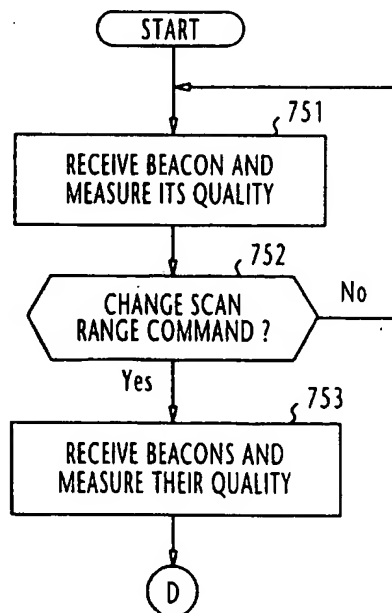 START
751
RECEIVE BEACON AND
MEASURE ITS QUALITY
752
CHANGE SCAN
RANGE COMMAND ?
No
Yes
753
RECEIVE BEACONS AND
MEASURE THEIR QUALITY
D